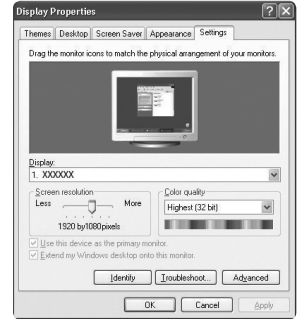 Display Properties
Themes Desktop Screen Saver Appearance Settings
Drag the monitor icons to match the physical arrangement of your monitors.
Display:
1. XXXXXX
Screen resolution
Less More
1920 by1080pixels
Color quality
Highest (32 bit)
Use this device as the primary monitor.
Extend my Windows desktop onto this monitor.
Identify Troubleshoot... Advanced
OK Cancel Apply